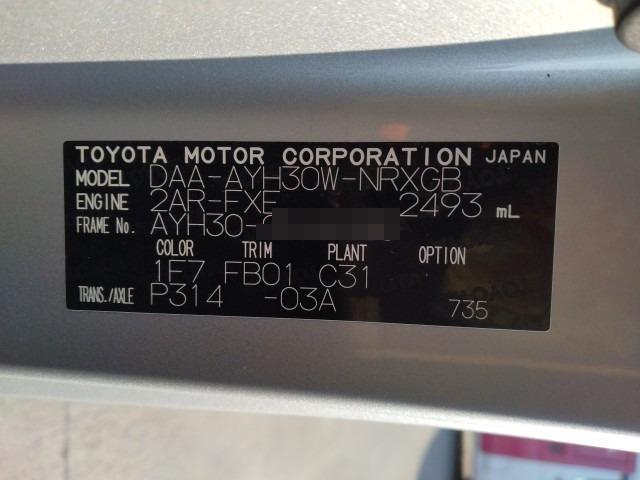 TOYOTA MOTOR CORPORATION JAPAN
MODEL DAA-AYH30W-NRXGB
ENGINE 2AR-FXE 2493 mL
FRAME No. AYH30-
COLOR TRIM PLANT OPTION
1E7 FB01 C31
TRANS./AXLE P314 -03A 735